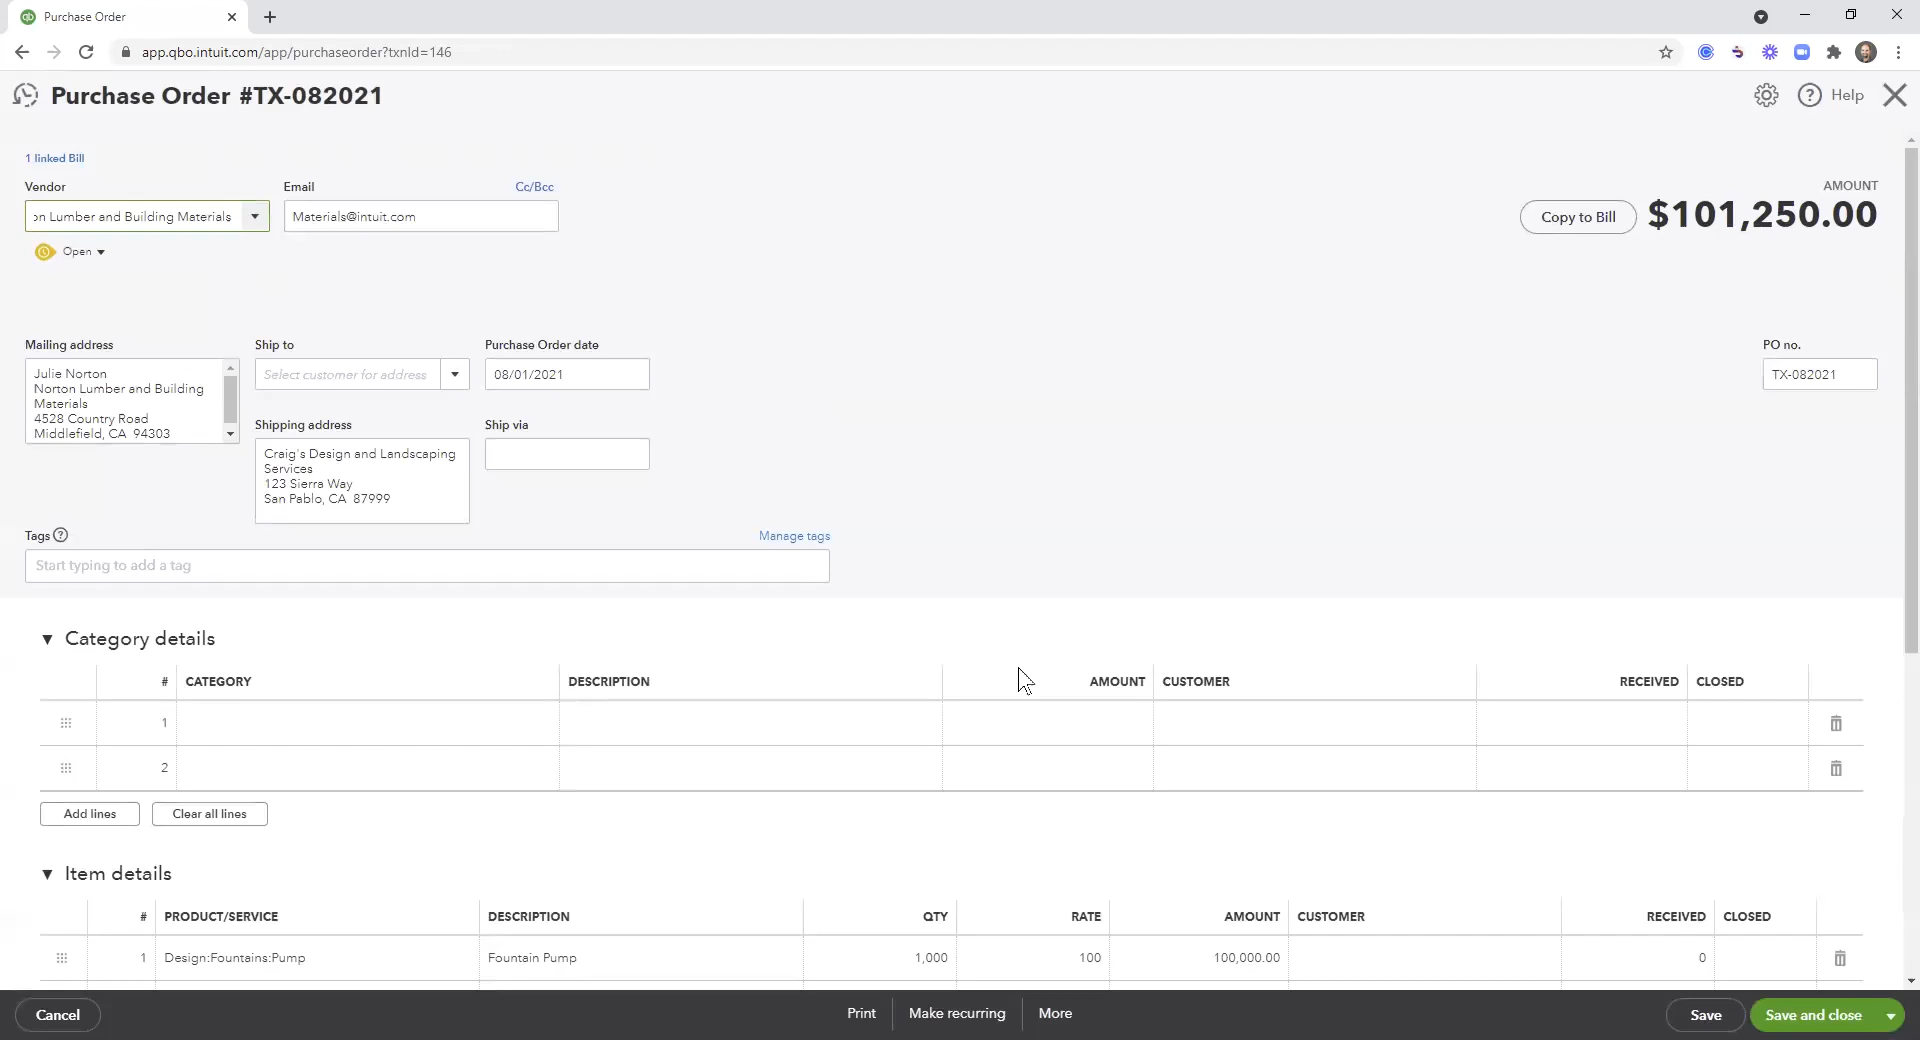 Purchase Order
app.qbo.intuit.com/app/purchaseorder?txnId=146
Purchase Order #TX-082021
Help
1 linked Bill
Vendor
Email
Cc/Bcc
AMOUNT
on Lumber and Building Materials
Materials@intuit.com
Copy to Bill
$101,250.00
Open
Mailing address
Ship to
Purchase Order date
PO no.
Julie Norton
Norton Lumber and Building
Materials
4528 Country Road
Middlefield, CA 94303
Select customer for address
08/01/2021
TX-082021
Shipping address
Ship via
Craig's Design and Landscaping
Services
123 Sierra Way
San Pablo, CA 87999
Tags ?
Manage tags
Start typing to add a tag
Category details
# CATEGORY DESCRIPTION AMOUNT CUSTOMER RECEIVED CLOSED
1
2
Add lines
Clear all lines
Item details
# PRODUCT/SERVICE DESCRIPTION QTY RATE AMOUNT CUSTOMER RECEIVED CLOSED
1 Design:Fountains:Pump Fountain Pump 1,000 100 100,000.00 0
Cancel
Print
Make recurring
More
Save
Save and close